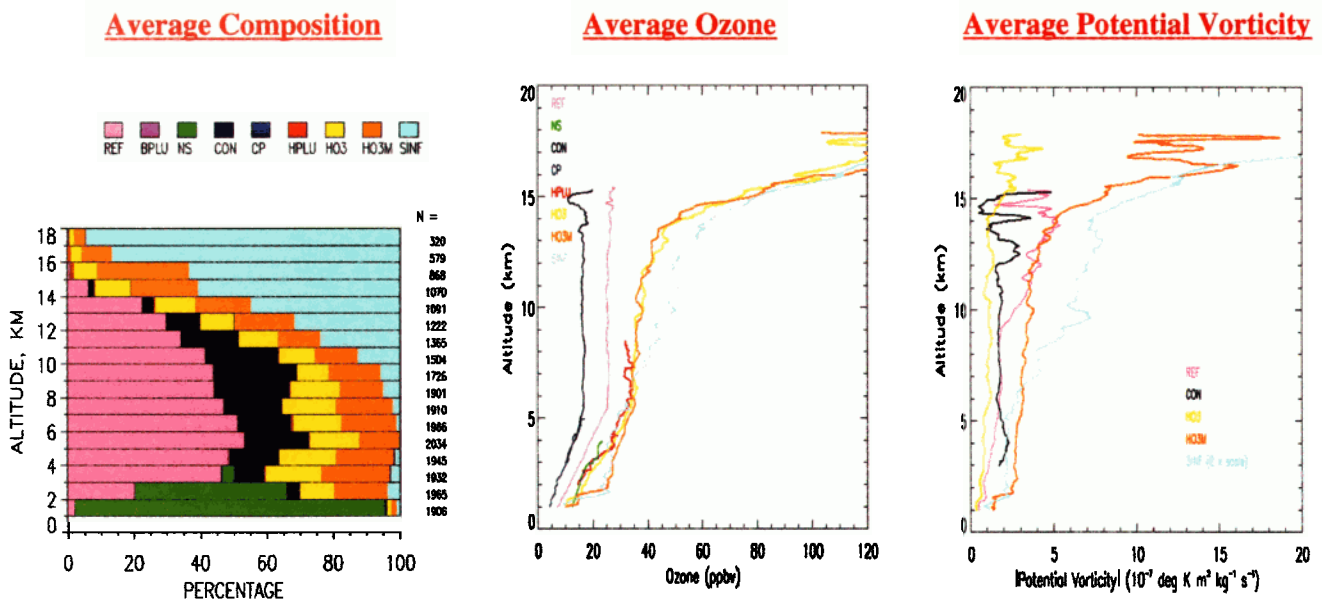 Average Composition
REF BPLU NS CON CP HPLU HO3 HO3M SINF
N =
18
320
579
16
868
1070
14
1091
1222
12
1365
1504
10
1726
1901
8
1910
1986
6
2034
1945
4
1932
1965
2
1906
0
ALTITUDE, KM
0 20 40 60 80 100
PERCENTAGE
Average Ozone
20
15
10
5
0
Altitude (km)
REF
NS
CON
CP
HPLU
HO3
HO3M
SINF
0 20 40 60 80 100 120
Ozone (ppbv)
Average Potential Vorticity
20
15
10
5
0
Altitude (km)
REF
CON
HO3
HO3M
0 5 10 15 20
|Potential Vorticity| (10⁻⁷ deg K m² kg⁻¹ s⁻¹)